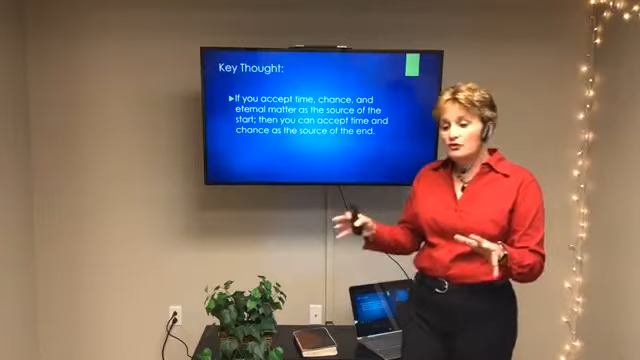 Key Thought:
►If you accept time, chance, and
eternal matter as the source of the
start; then you can accept time and
chance as the source of the end.